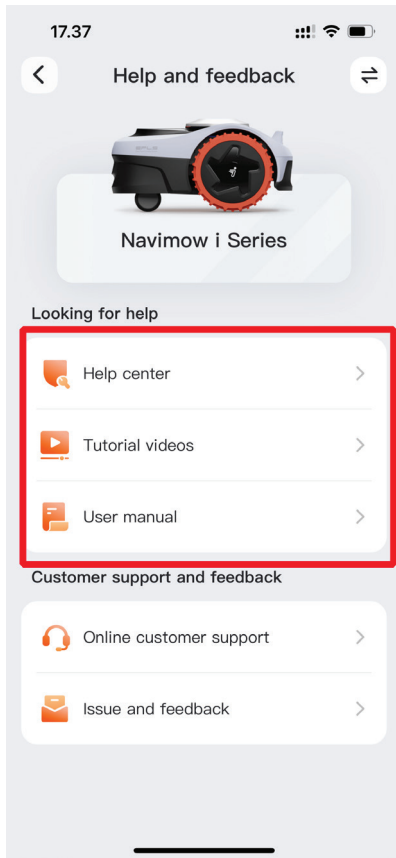 17.37
Help and feedback
Navimow i Series
Looking for help
Help center
Tutorial videos
User manual
Customer support and feedback
Online customer support
Issue and feedback